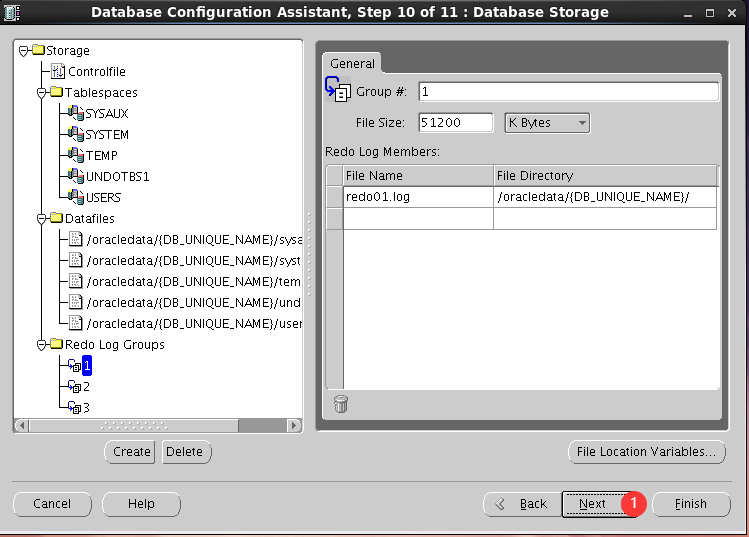 Database Configuration Assistant, Step 10 of 11 : Database Storage
Storage
Controlfile
Tablespaces
SYSAUX
SYSTEM
TEMP
UNDOTBS1
USERS
Datafiles
/oracledata/{DB_UNIQUE_NAME}/sysa
/oracledata/{DB_UNIQUE_NAME}/syst
/oracledata/{DB_UNIQUE_NAME}/tem
/oracledata/{DB_UNIQUE_NAME}/und
/oracledata/{DB_UNIQUE_NAME}/user
Redo Log Groups
1
2
3
Create Delete
General
Group #: 1
File Size: 51200 K Bytes
Redo Log Members:
File Name File Directory
redo01.log /oracledata/{DB_UNIQUE_NAME}/
File Location Variables...
Cancel Help Back Next 1 Finish